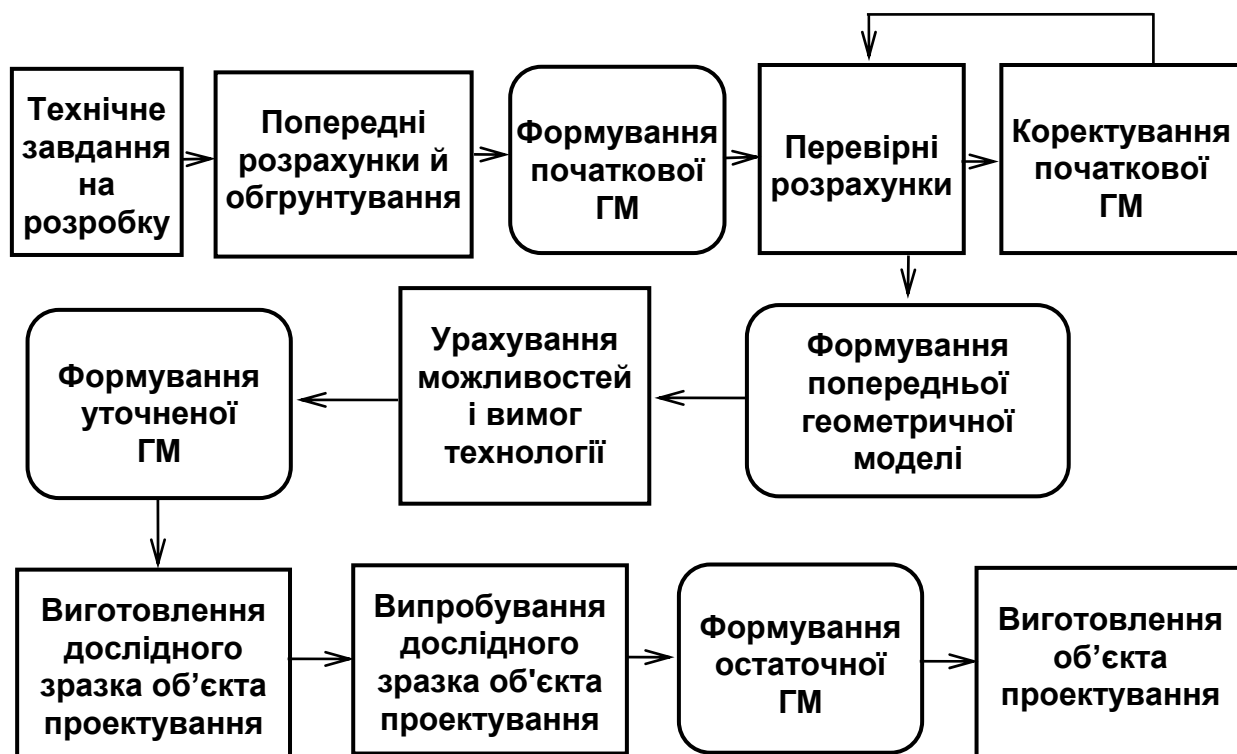 Технічне
завдання
на
розробку
Попередні
розрахунки й
обгрунтування
Формування
початкової
ГМ
Перевірні
розрахунки
Коректування
початкової
ГМ
Формування
попередньої
геометричної
моделі
Урахування
можливостей
і вимог
технології
Формування
уточненої
ГМ
Виготовлення
дослідного
зразка об’єкта
проектування
Випробування
дослідного
зразка об'єкта
проектування
Формування
остаточної
ГМ
Виготовлення
об’єкта
проектування